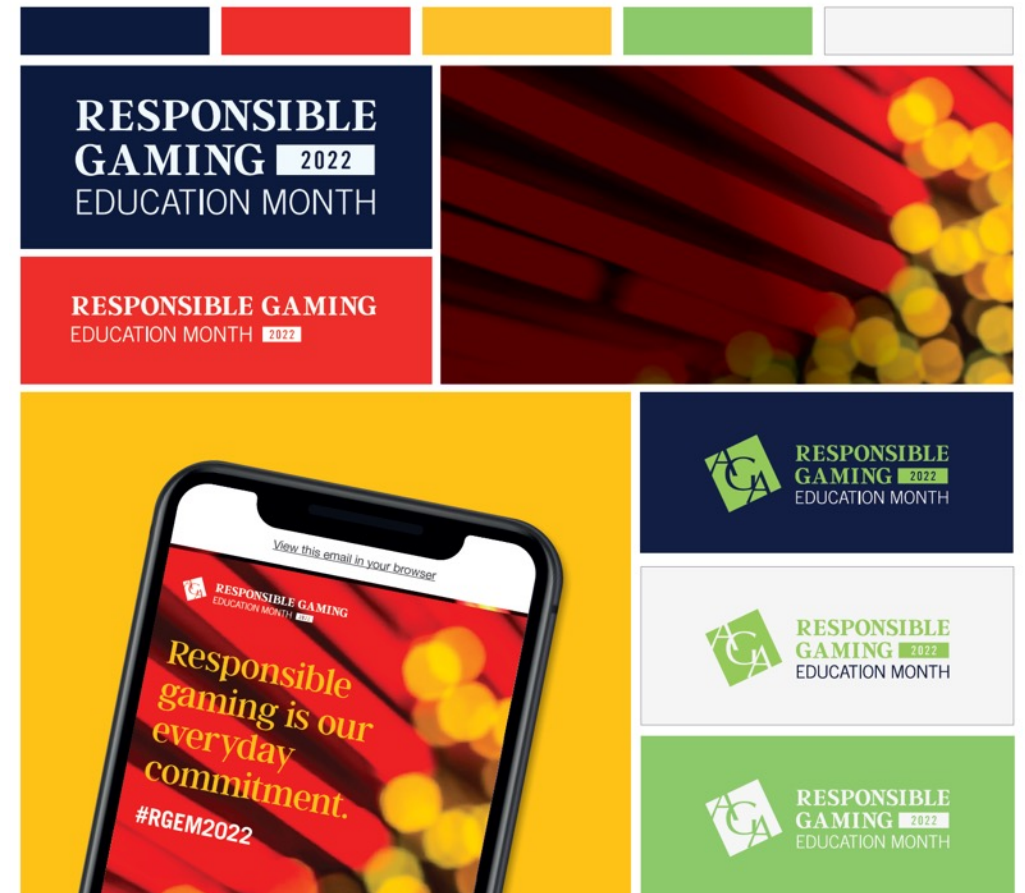 RESPONSIBLE
GAMING 2022
EDUCATION MONTH
RESPONSIBLE GAMING
EDUCATION MONTH 2022
View this email in your browser
AGA
RESPONSIBLE GAMING
EDUCATION MONTH 2022
Responsible
gaming is our
everyday
commitment.
#RGEM2022
AGA
RESPONSIBLE
GAMING 2022
EDUCATION MONTH
AGA
RESPONSIBLE
GAMING 2022
EDUCATION MONTH
AGA
RESPONSIBLE
GAMING 2022
EDUCATION MONTH